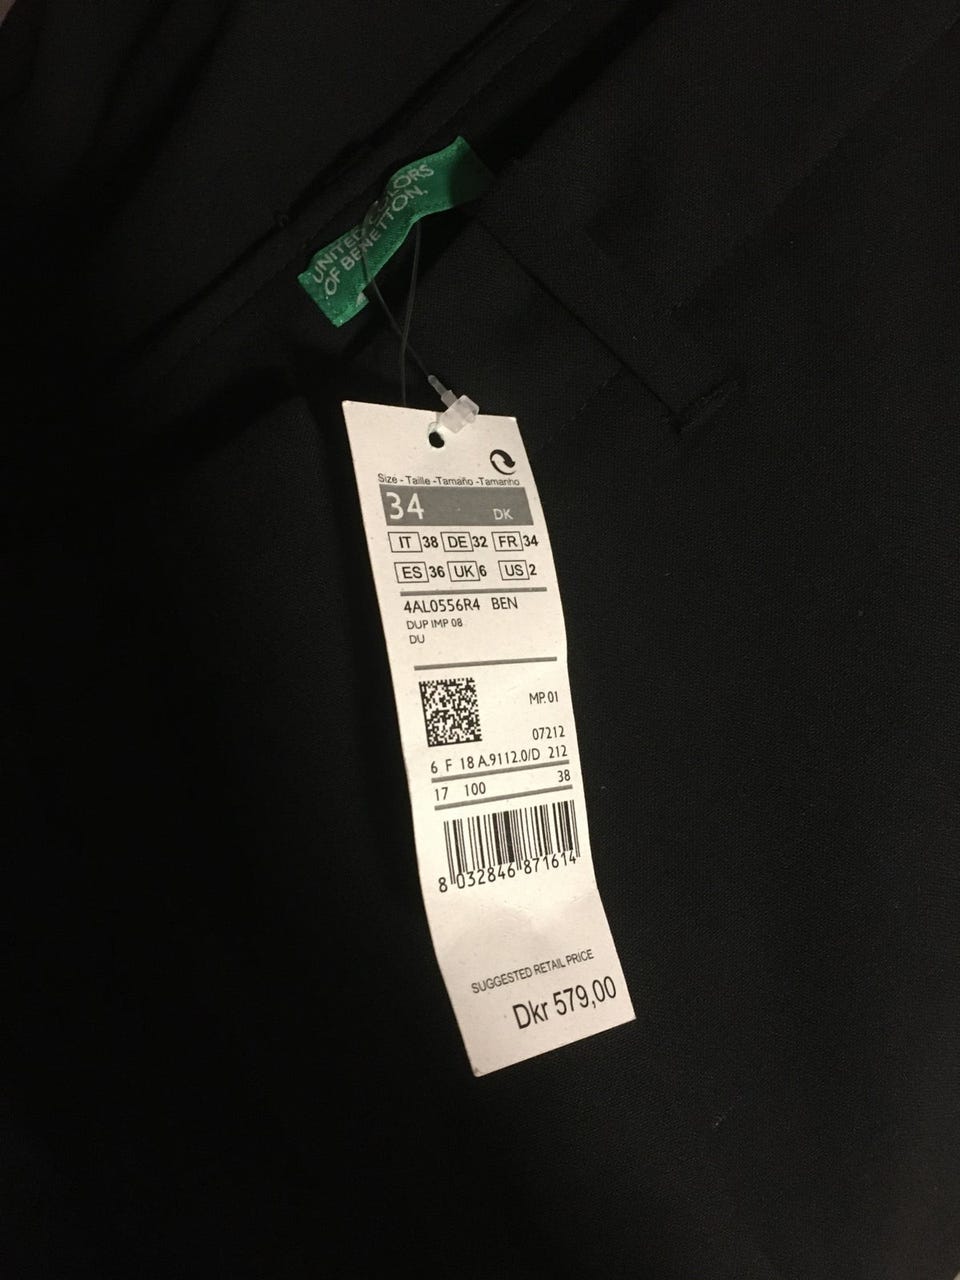 UNITED COLORS
OF BENETTON.
Size - Taille -Tamaño -Tamanho
34 DK
IT 38 DE 32 FR 34
ES 36 UK 6 US 2
4AL0556R4 BEN
DUP IMP 08
DU
MP.01
07212
6 F 18 A.9112.0/D 212
17 100 38
8 032846 871614
SUGGESTED RETAIL PRICE
Dkr 579,00